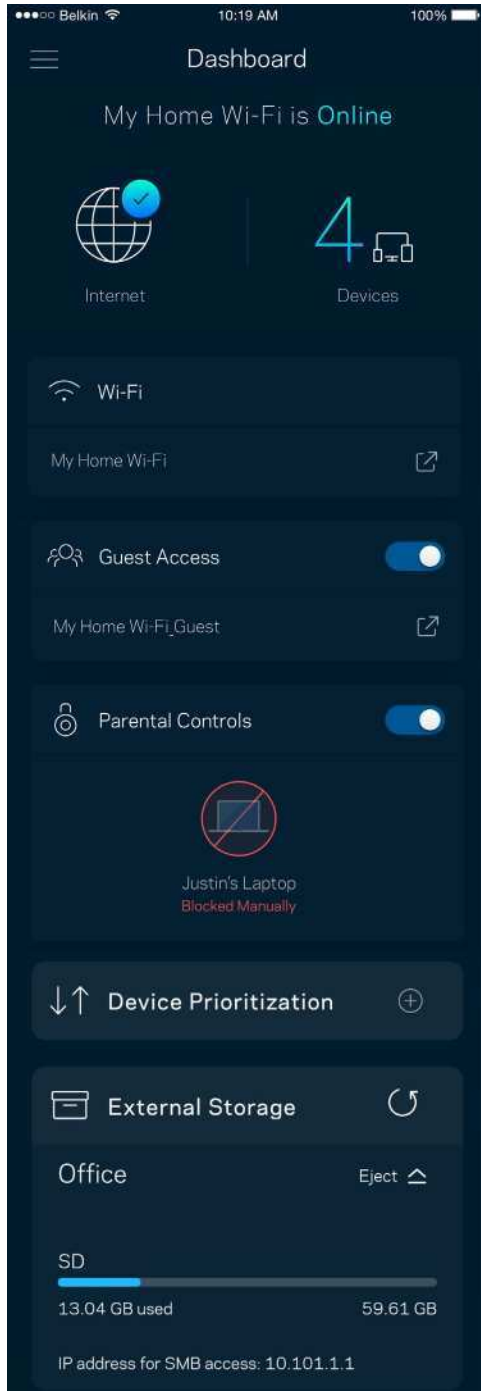 Belkin 10:19 AM 100%
Dashboard
My Home Wi-Fi is Online
4
Internet Devices
Wi-Fi
My Home Wi-Fi
Guest Access
My Home Wi-Fi_Guest
Parental Controls
Justin's Laptop
Blocked Manually
Device Prioritization
External Storage
Office Eject
SD
13.04 GB used 59.61 GB
IP address for SMB access: 10.101.1.1